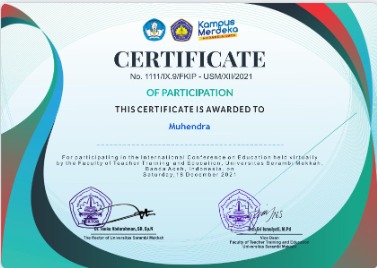 Kampus
Merdeka
CERTIFICATE
No. 1111/IX.9/FKIP - USM/XII/2021
OF PARTICIPATION
THIS CERTIFICATE IS AWARDED TO
Muhendra
For participating in the International Conference on Education held virtually
by the Faculty of Teacher Training and Education, Universitas Serambi Mekkah,
Banda Aceh, Indonesia, on
Saturday, 18 December 2021
The Rector of Universitas Serambi Mekkah
Vice Dean
Faculty of Teacher Training and Education
Universitas Serambi Mekkah